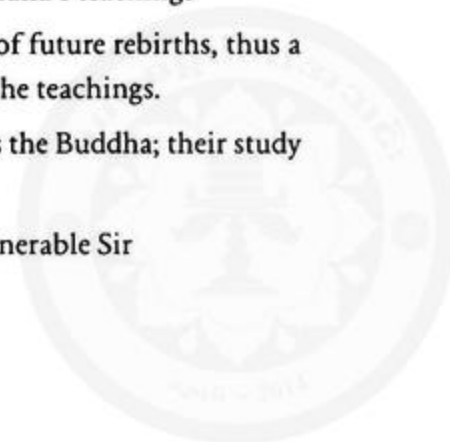 of future rebirths, thus a
he teachings.
s the Buddha; their study
nerable Sir